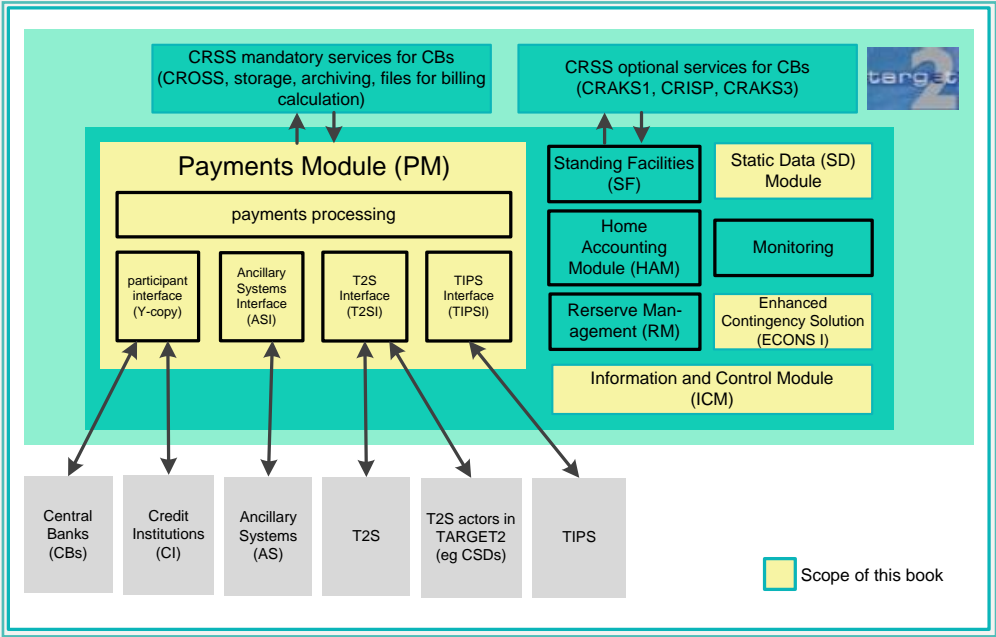 CRSS mandatory services for CBs
(CROSS, storage, archiving, files for billing
calculation)
CRSS optional services for CBs
(CRAKS1, CRISP, CRAKS3)
target
2
Payments Module (PM)
payments processing
participant
interface
(Y-copy)
Ancillary
Systems
Interface
(ASI)
T2S
Interface
(T2SI)
TIPS
Interface
(TIPSI)
Standing Facilities
(SF)
Static Data (SD)
Module
Home
Accounting
Module (HAM)
Monitoring
Rerserve Man-
agement (RM)
Enhanced
Contingency Solution
(ECONS I)
Information and Control Module
(ICM)
Central
Banks
(CBs)
Credit
Institutions
(CI)
Ancillary
Systems
(AS)
T2S
T2S actors in
TARGET2
(eg CSDs)
TIPS
Scope of this book